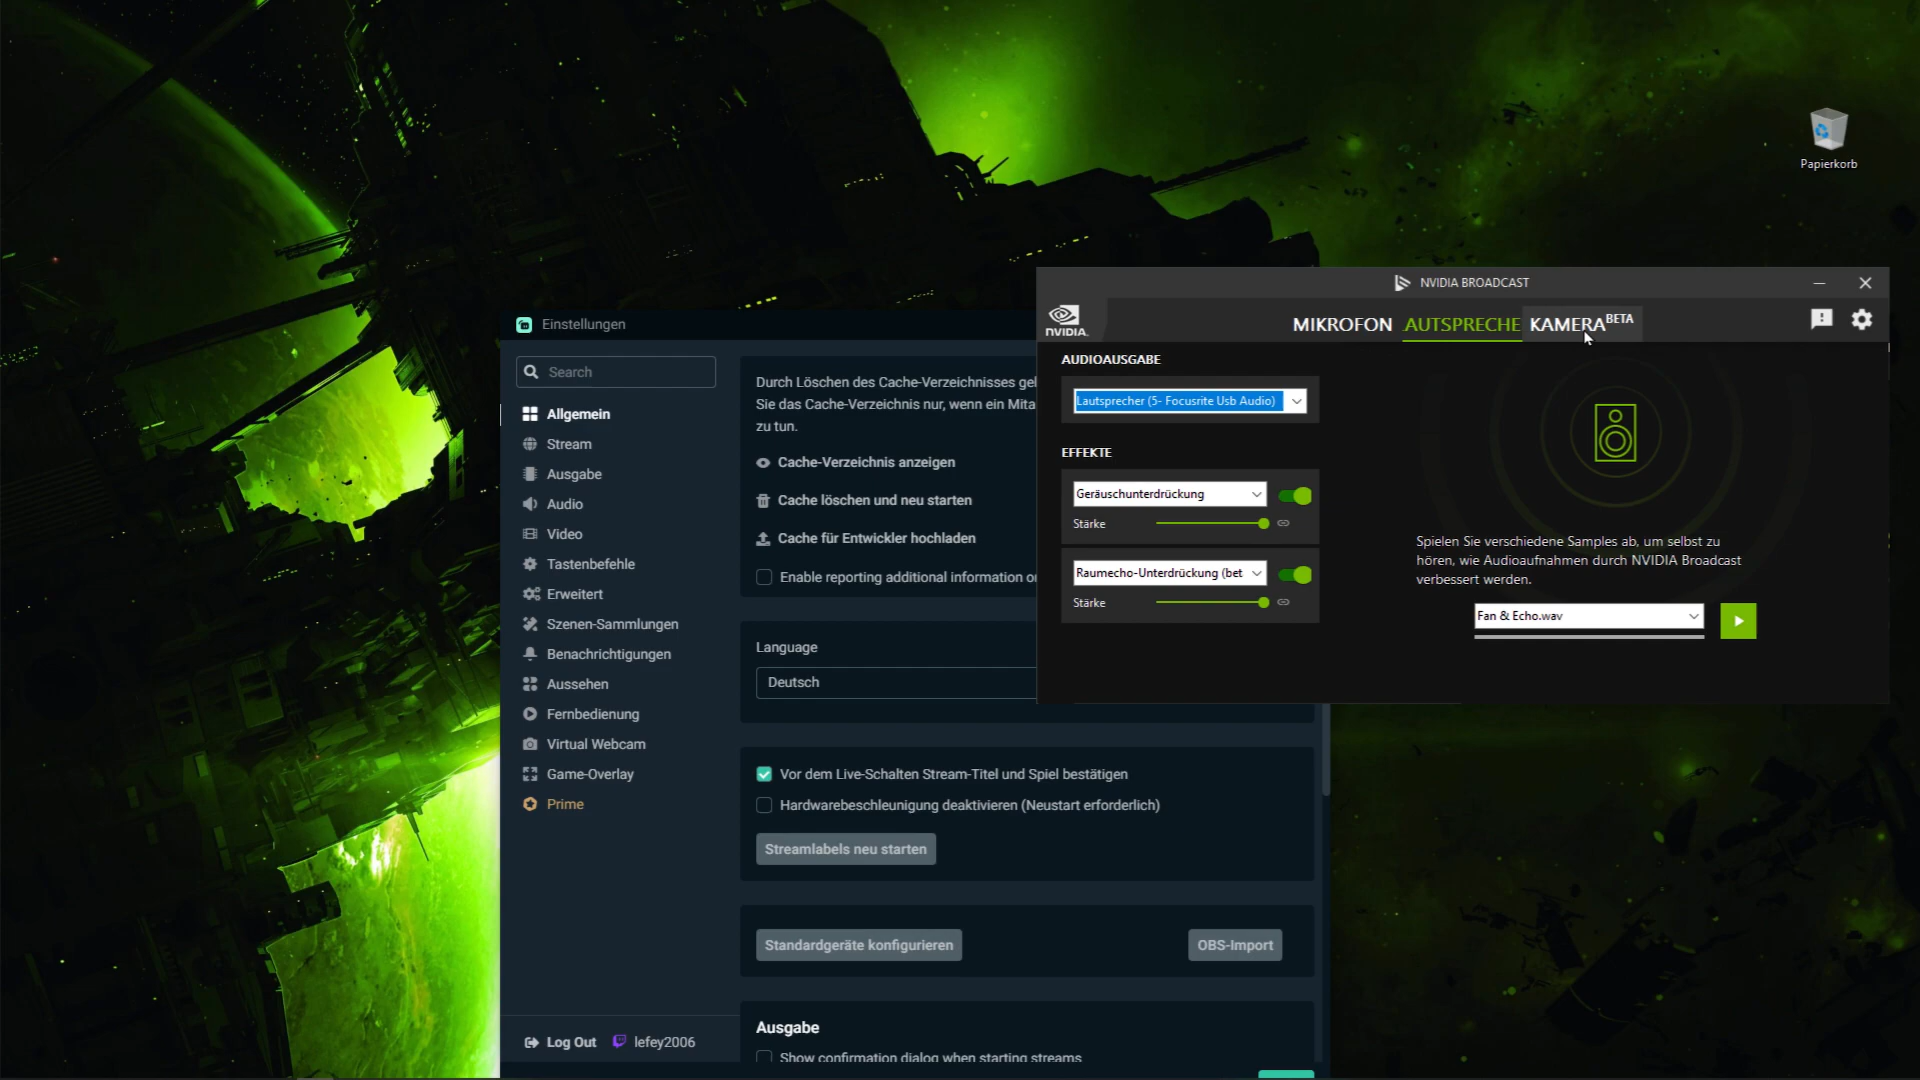 Papierkorb
NVIDIA BROADCAST
NVIDIA.
MIKROFON
AUTSPRECHE
KAMERA BETA
AUDIOAUSGABE
Lautsprecher (5- Focusrite Usb Audio)
EFFEKTE
Geräuschunterdrückung
Stärke
Raumecho-Unterdrückung (bet
Stärke
Spielen Sie verschiedene Samples ab, um selbst zu
hören, wie Audioaufnahmen durch NVIDIA Broadcast
verbessert werden.
Fan & Echo.wav
Einstellungen
Search
Allgemein
Stream
Ausgabe
Audio
Video
Tastenbefehle
Erweitert
Szenen-Sammlungen
Benachrichtigungen
Aussehen
Fernbedienung
Virtual Webcam
Game-Overlay
Prime
Log Out
lefey2006
Durch Löschen des Cache-Verzeichnisses
Sie das Cache-Verzeichnis nur, wenn ein
zu tun.
Cache-Verzeichnis anzeigen
Cache löschen und neu starten
Cache für Entwickler hochladen
Enable reporting additional information
Language
Deutsch
Vor dem Live-Schalten Stream-Titel und Spiel bestätigen
Hardwarebeschleunigung deaktivieren (Neustart erforderlich)
Streamlabels neu starten
Standardgeräte konfigurieren
OBS-Import
Ausgabe
Show confirmation dialog when starting streams